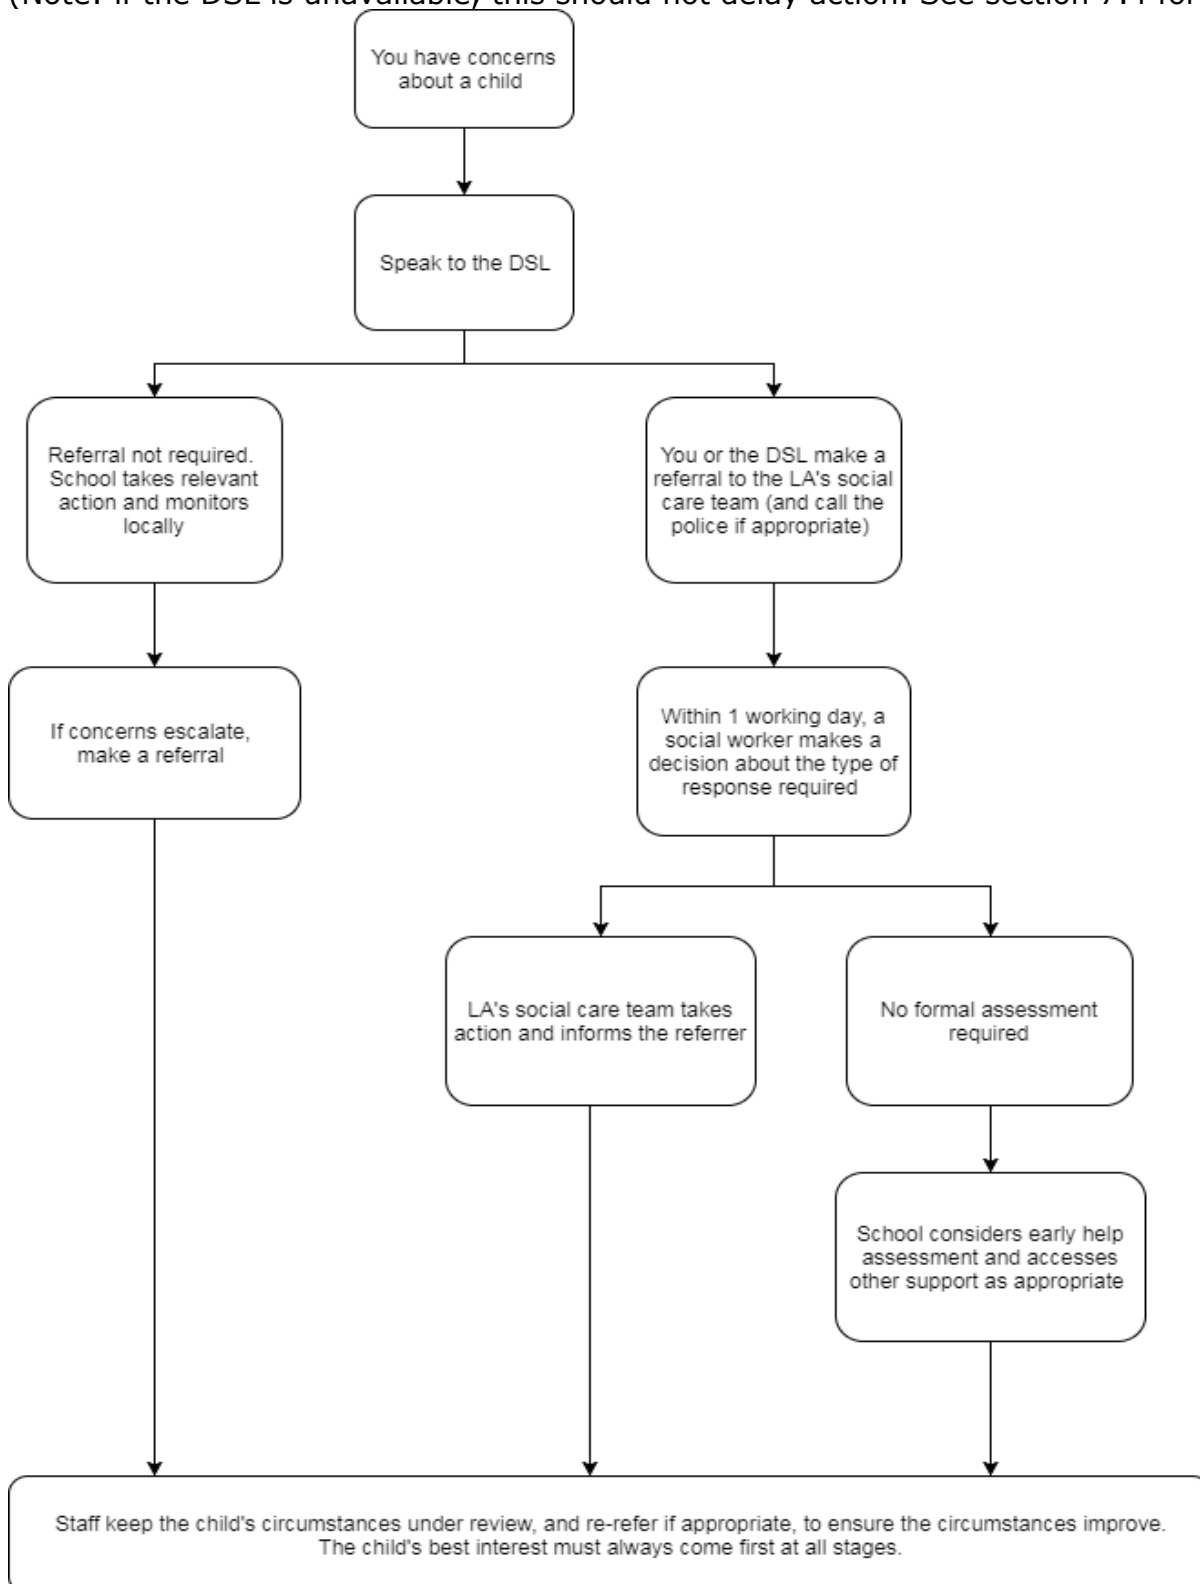 (Note: if the DSL is unavailable, this should not delay action. See section 7.4 for
You have concerns
about a child
Speak to the DSL
Referral not required.
School takes relevant
action and monitors
locally
You or the DSL make a
referral to the LA's social
care team (and call the
police if appropriate)
If concerns escalate,
make a referral
Within 1 working day, a
social worker makes a
decision about the type of
response required
LA's social care team takes
action and informs the referrer
No formal assessment
required
School considers early help
assessment and accesses
other support as appropriate
Staff keep the child's circumstances under review, and re-refer if appropriate, to ensure the circumstances improve.
The child's best interest must always come first at all stages.